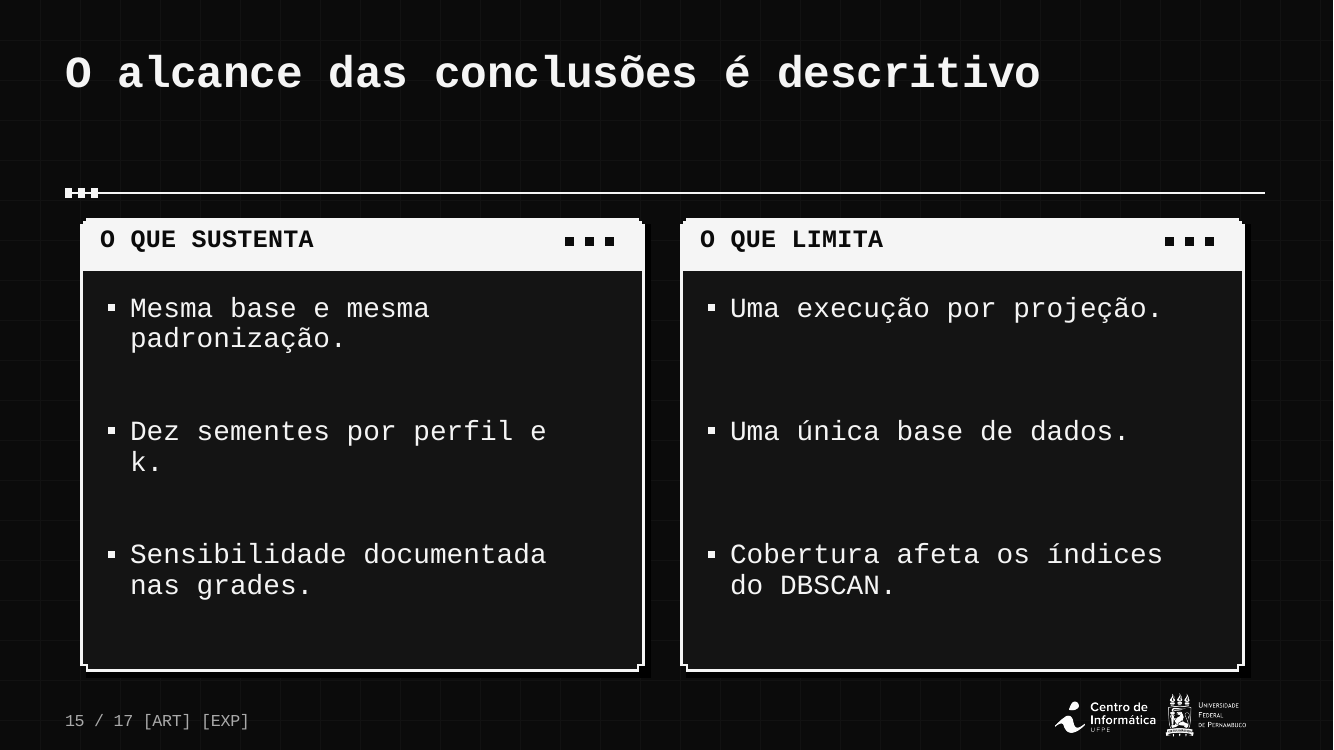 O alcance das conclusões é descritivo
O QUE SUSTENTA
Mesma base e mesma
padronização.
Dez sementes por perfil e
k.
Sensibilidade documentada
nas grades.
O QUE LIMITA
Uma execução por projeção.
Uma única base de dados.
Cobertura afeta os índices
do DBSCAN.
15 / 17 [ART] [EXP]
Centro de
Informática
UFPE
UNIVERSIDADE
FEDERAL
DE PERNAMBUCO